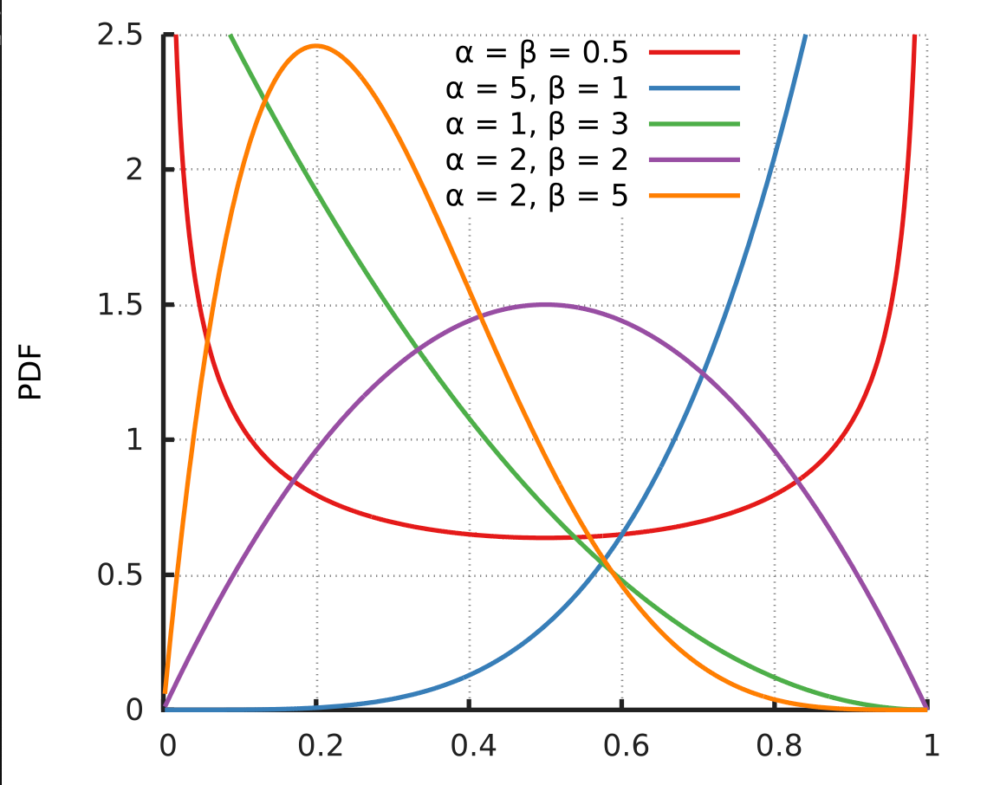 2.5
2
1.5
1
0.5
0
PDF
α = β = 0.5
α = 5, β = 1
α = 1, β = 3
α = 2, β = 2
α = 2, β = 5
0 0.2 0.4 0.6 0.8 1